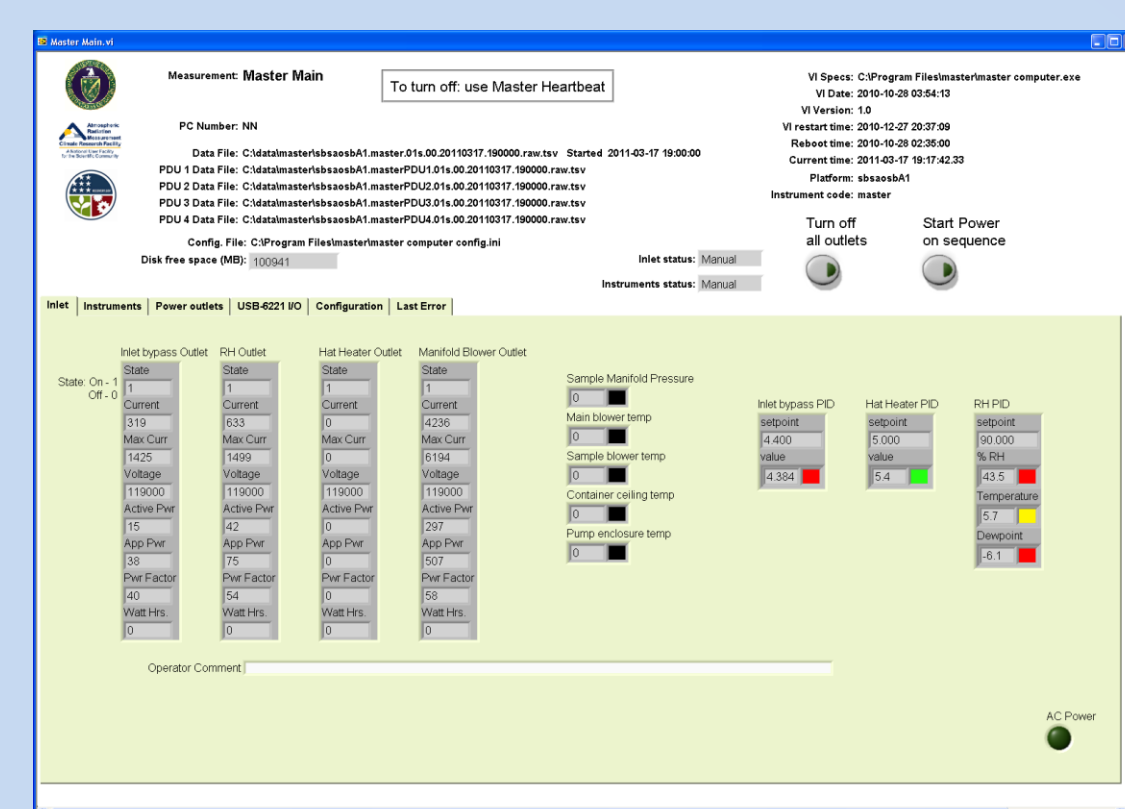 Master Main.vi
Measurement: Master Main
To turn off: use Master Heartbeat
VI Specs: C:\Program Files\master\master computer.exe
VI Date: 2010-10-28 03:54:13
VI Version: 1.0
Atmospheric
Radiation
Measurement
Climate Research Facility
PC Number: NN
VI restart time: 2010-12-27 20:37:09
Reboot time: 2010-10-28 02:35:00
Data File: C:\data\master\sbsaosbA1.master.01s.00.20110317.190000.raw.tsv Started 2011-03-17 19:00:00
Current time: 2011-03-17 19:17:42.33
PDU 1 Data File: C:\data\master\sbsaosbA1.masterPDU1.01s.00.20110317.190000.raw.tsv
Platform: sbsaosbA1
PDU 2 Data File: C:\data\master\sbsaosbA1.masterPDU2.01s.00.20110317.190000.raw.tsv
Instrument code: master
PDU 3 Data File: C:\data\master\sbsaosbA1.masterPDU3.01s.00.20110317.190000.raw.tsv
PDU 4 Data File: C:\data\master\sbsaosbA1.masterPDU4.01s.00.20110317.190000.raw.tsv
Turn off
all outlets
Start Power
on sequence
Config. File: C:\Program Files\master\master computer config.ini
Disk free space (MB): 100941
Inlet status: Manual
Instruments status: Manual
Inlet Instruments Power outlets USB-6221 I/O Configuration Last Error
State: On - 1
Off - 0
Inlet bypass Outlet
State
1
Current
319
Max Curr
1425
Voltage
119000
Active Pwr
15
App Pwr
38
Pwr Factor
40
Watt Hrs.
0
RH Outlet
State
1
Current
633
Max Curr
1499
Voltage
119000
Active Pwr
42
App Pwr
75
Pwr Factor
54
Watt Hrs.
0
Hat Heater Outlet
State
1
Current
0
Max Curr
0
Voltage
119000
Active Pwr
0
App Pwr
0
Pwr Factor
0
Watt Hrs.
0
Manifold Blower Outlet
State
1
Current
4236
Max Curr
6194
Voltage
119000
Active Pwr
297
App Pwr
507
Pwr Factor
58
Watt Hrs.
0
Sample Manifold Pressure
0
Main blower temp
0
Sample blower temp
0
Container ceiling temp
0
Pump enclosure temp
0
Inlet bypass PID
setpoint
4.400
value
4.384
Hat Heater PID
setpoint
5.000
value
5.4
RH PID
setpoint
90.000
% RH
43.5
Temperature
5.7
Dewpoint
-6.1
Operator Comment
AC Power